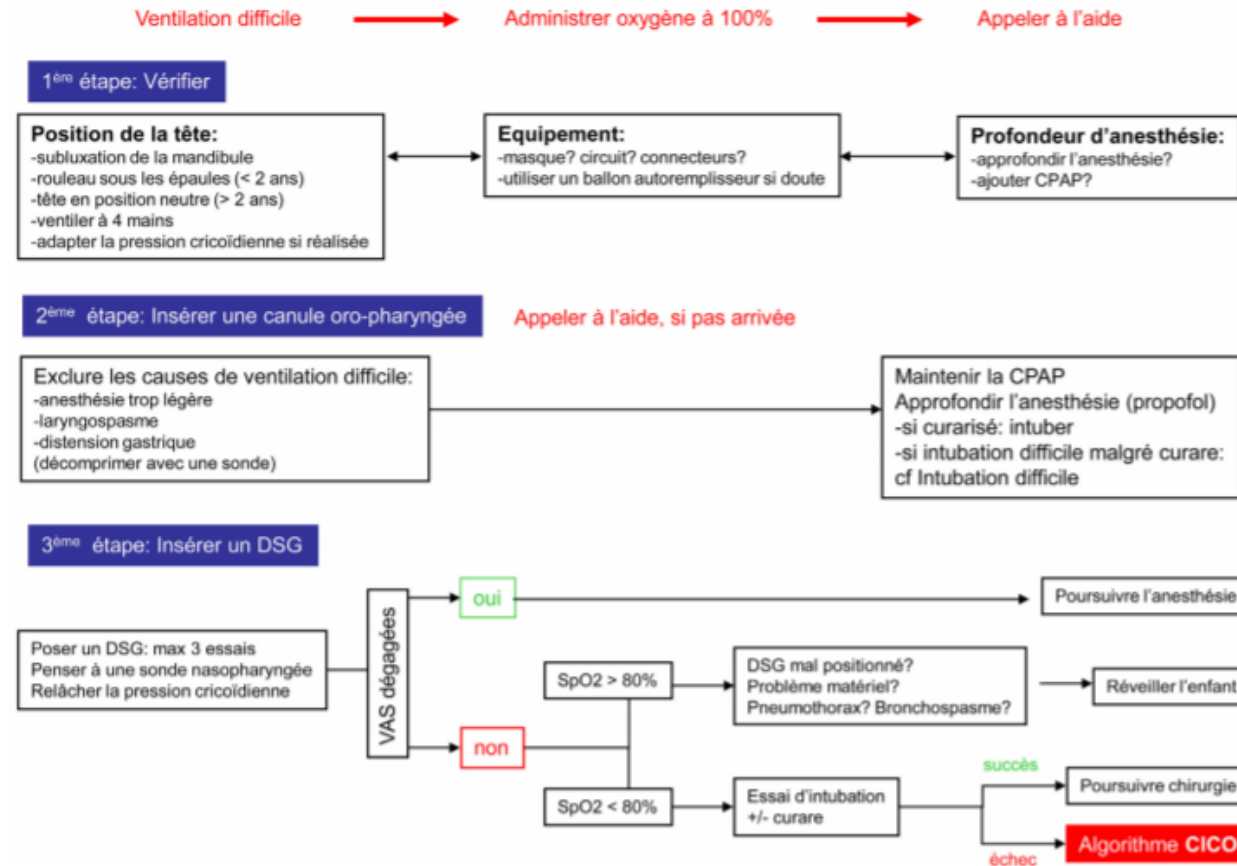 Ventilation difficile
Administrer oxygène à 100%
Appeler à l'aide
1ère étape: Vérifier
Position de la tête:
-subluxation de la mandibule
-rouleau sous les épaules (< 2 ans)
-tête en position neutre (> 2 ans)
-ventiler à 4 mains
-adapter la pression cricoïdienne si réalisée
Equipement:
-masque? circuit? connecteurs?
-utiliser un ballon autoremplisseur si doute
Profondeur d'anesthésie:
-approfondir l'anesthésie?
-ajouter CPAP?
2ème étape: Insérer une canule oro-pharyngée
Appeler à l'aide, si pas arrivée
Exclure les causes de ventilation difficile:
-anesthésie trop légère
-laryngospasme
-distension gastrique
(décomprimer avec une sonde)
Maintenir la CPAP
Approfondir l'anesthésie (propofol)
-si curarisé: intuber
-si intubation difficile malgré curare:
cf Intubation difficile
3ème étape: Insérer un DSG
Poser un DSG: max 3 essais
Penser à une sonde nasopharyngée
Relâcher la pression cricoïdienne
VAS dégagées
oui
Poursuivre l'anesthésie
non
SpO2 > 80%
DSG mal positionné?
Problème matériel?
Pneumothorax? Bronchospasme?
Réveiller l'enfant
SpO2 < 80%
Essai d'intubation
+/- curare
succès
Poursuivre chirurgie
échec
Algorithme CICO